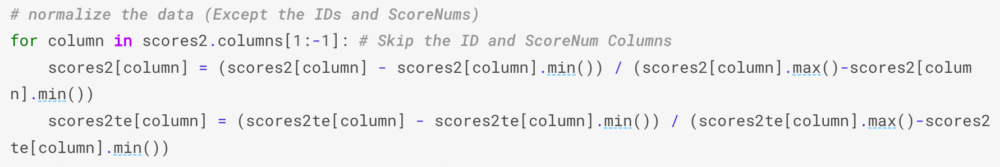 # normalize the data (Except the IDs and ScoreNums)
for column in scores2.columns[1:-1]: # Skip the ID and ScoreNum Columns
    scores2[column] = (scores2[column] - scores2[column].min()) / (scores2[column].max()-scores2[colum
n].min())
    scores2te[column] = (scores2te[column] - scores2te[column].min()) / (scores2te[column].max()-scores2
te[column].min())